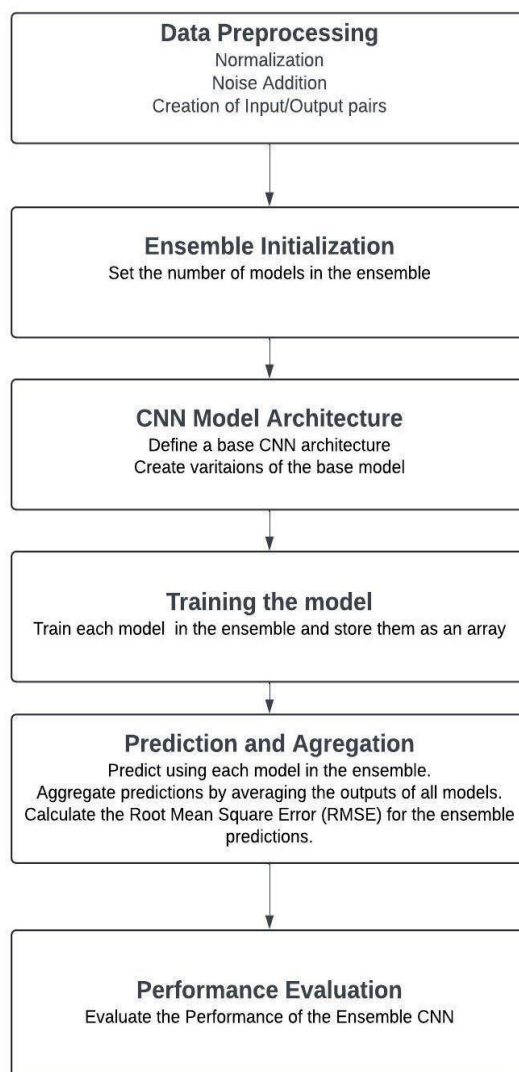 Data Preprocessing
Normalization
Noise Addition
Creation of Input/Output pairs
Ensemble Initialization
Set the number of models in the ensemble
CNN Model Architecture
Define a base CNN architecture
Create varitaions of the base model
Training the model
Train each model in the ensemble and store them as an array
Prediction and Agregation
Predict using each model in the ensemble.
Aggregate predictions by averaging the outputs of all models.
Calculate the Root Mean Square Error (RMSE) for the ensemble
predictions.
Performance Evaluation
Evaluate the Performance of the Ensemble CNN